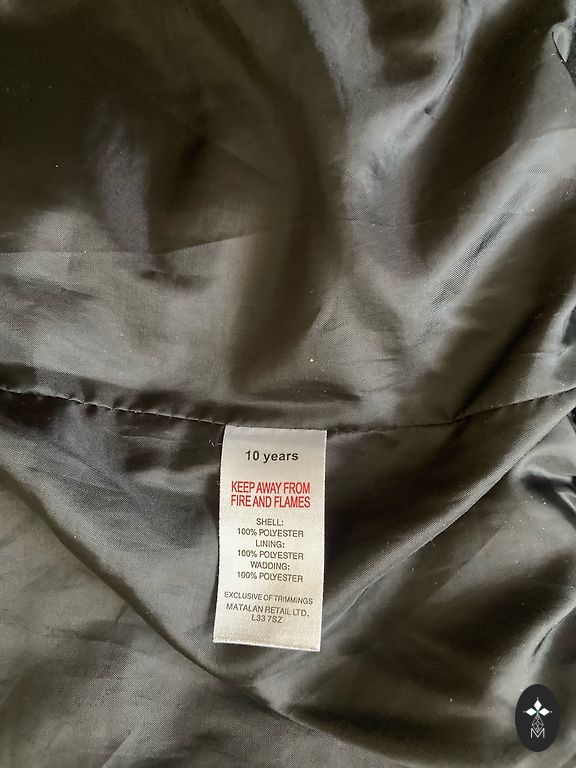 10 years
KEEP AWAY FROM
FIRE AND FLAMES
SHELL:
100% POLYESTER
LINING:
100% POLYESTER
WADDING:
100% POLYESTER
EXCLUSIVE OF TRIMMINGS
MATALAN RETAIL LTD.
L33 7SZ
M